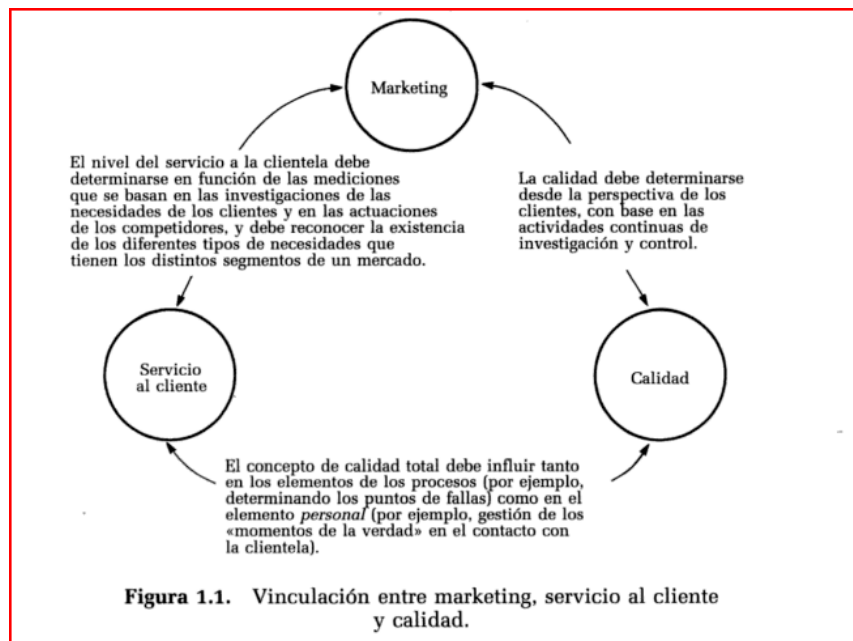 Marketing
El nivel del servicio a la clientela debe
determinarse en función de las mediciones
que se basan en las investigaciones de las
necesidades de los clientes y en las actuaciones
de los competidores, y debe reconocer la existencia
de los diferentes tipos de necesidades que
tienen los distintos segmentos de un mercado.
La calidad debe determinarse
desde la perspectiva de los
clientes, con base en las
actividades continuas de
investigación y control.
Servicio
al cliente
Calidad
El concepto de calidad total debe influir tanto
en los elementos de los procesos (por ejemplo,
determinando los puntos de fallas) como en el
elemento personal (por ejemplo, gestión de los
«momentos de la verdad» en el contacto con
la clientela).
Figura 1.1. Vinculación entre marketing, servicio al cliente
y calidad.